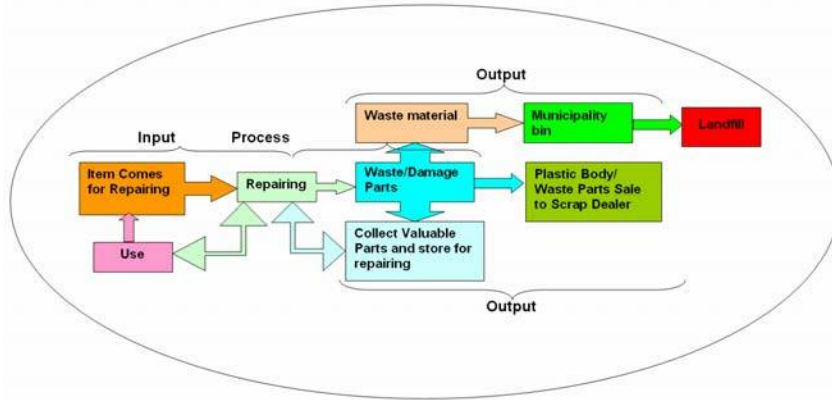 Output
Waste material
Municipality
bin
Landfill
Input
Process
Item Comes
for Repairing
Repairing
Waste/Damage
Parts
Plastic Body/
Waste Parts Sale
to Scrap Dealer
Use
Collect Valuable
Parts and store for
repairing
Output